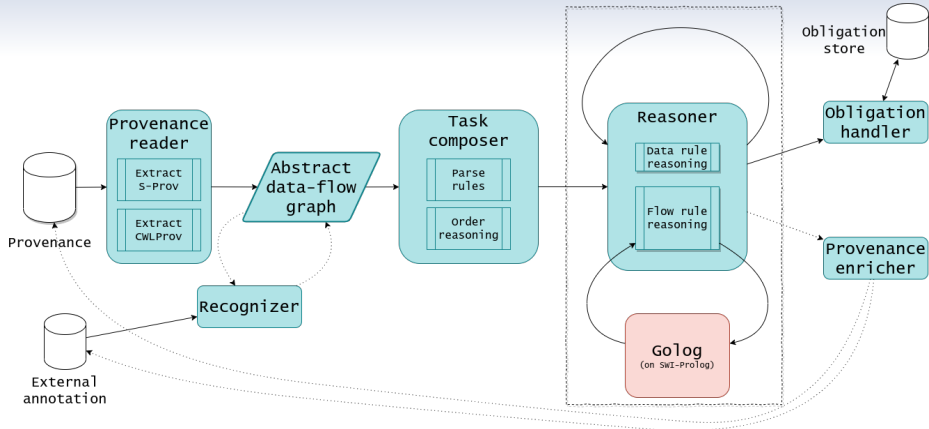 Provenance
Provenance
reader
Extract
S-Prov
Extract
CWLProv
Abstract
data-flow
graph
Recognizer
External
annotation
Task
composer
Parse
rules
Order
reasoning
Reasoner
Data rule
reasoning
Flow rule
reasoning
Golog
(on SWI-Prolog)
Obligation
store
Obligation
handler
Provenance
enricher